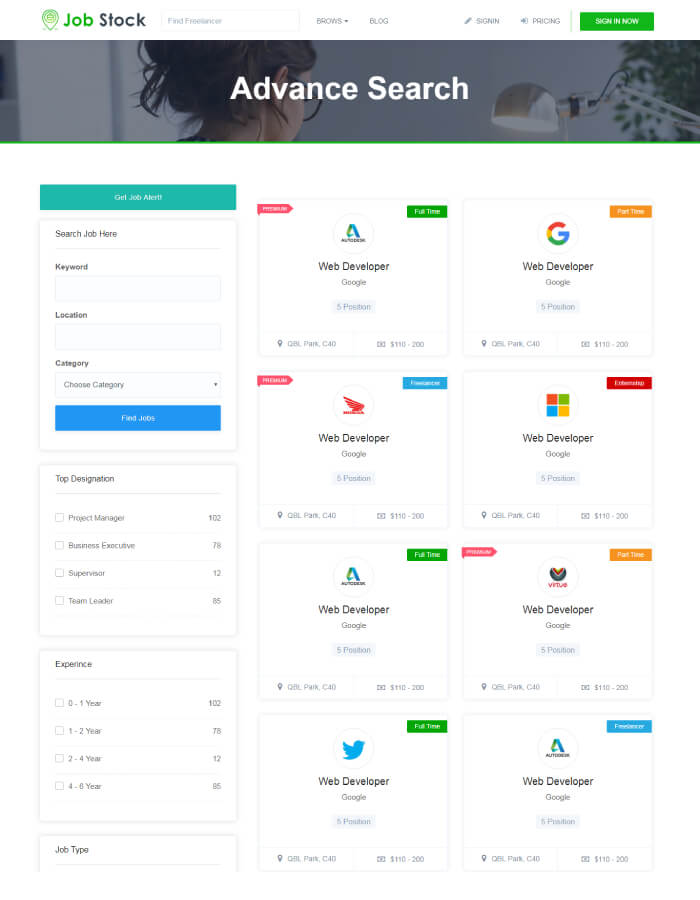 Job Stock
Find Freelancer
BROWS
BLOG
SIGNIN
PRICING
SIGN IN NOW
Advance Search
Get Job Alert!
Search Job Here
Keyword
Location
Category
Choose Category
Find Jobs
Top Designation
Project Manager 102
Business Executive 78
Supervisor 12
Team Leader 85
Experince
0 - 1 Year 102
1 - 2 Year 78
2 - 4 Year 12
4 - 6 Year 85
Job Type
PREMIUM
Full Time
AUTODESK
Web Developer
Google
5 Position
QBL Park, C40
$110 - 200
Part Time
G
Web Developer
Google
5 Position
QBL Park, C40
$110 - 200
PREMIUM
Freelancer
HONDA
Web Developer
Google
5 Position
QBL Park, C40
$110 - 200
Enternship
Web Developer
Google
5 Position
QBL Park, C40
$110 - 200
Full Time
AUTODESK
Web Developer
Google
5 Position
QBL Park, C40
$110 - 200
PREMIUM
Part Time
virtue
Web Developer
Google
5 Position
QBL Park, C40
$110 - 200
Full Time
Web Developer
Google
5 Position
QBL Park, C40
$110 - 200
Freelancer
AUTODESK
Web Developer
Google
5 Position
QBL Park, C40
$110 - 200